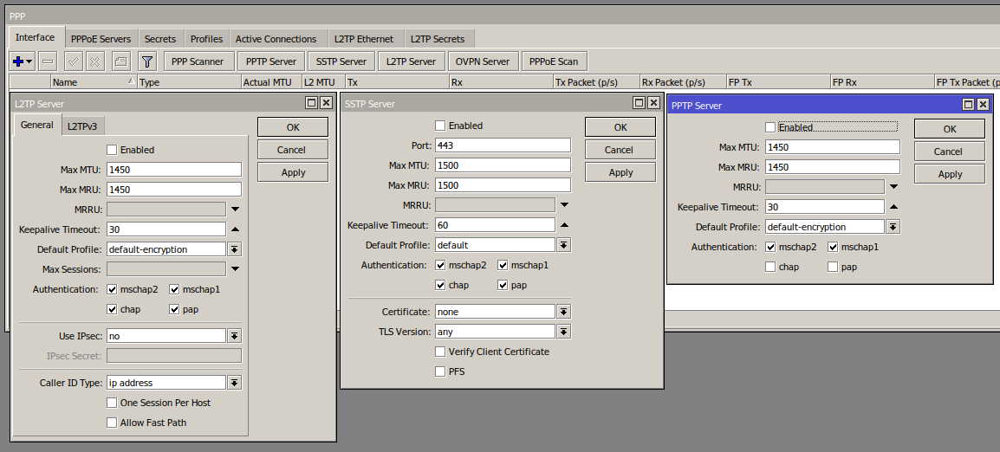 PPP
Interface PPPoE Servers Secrets Profiles Active Connections L2TP Ethernet L2TP Secrets
PPP Scanner PPTP Server SSTP Server L2TP Server OVPN Server PPPoE Scan
Name Type Actual MTU L2 MTU Tx Rx Tx Packet (p/s) Rx Packet (p/s) FP Tx FP Rx FP Tx Packet (p
L2TP Server
General L2TPv3
Enabled
Max MTU: 1450
Max MRU: 1450
MRRU:
Keepalive Timeout: 30
Default Profile: default-encryption
Max Sessions:
Authentication: mschap2 mschap1
chap pap
Use IPsec: no
IPsec Secret:
Caller ID Type: ip address
One Session Per Host
Allow Fast Path
OK
Cancel
Apply
SSTP Server
Enabled
Port: 443
Max MTU: 1500
Max MRU: 1500
MRRU:
Keepalive Timeout: 60
Default Profile: default
Authentication: mschap2 mschap1
chap pap
Certificate: none
TLS Version: any
Verify Client Certificate
PFS
OK
Cancel
Apply
PPTP Server
Enabled
Max MTU: 1450
Max MRU: 1450
MRRU:
Keepalive Timeout: 30
Default Profile: default-encryption
Authentication: mschap2 mschap1
chap pap
OK
Cancel
Apply